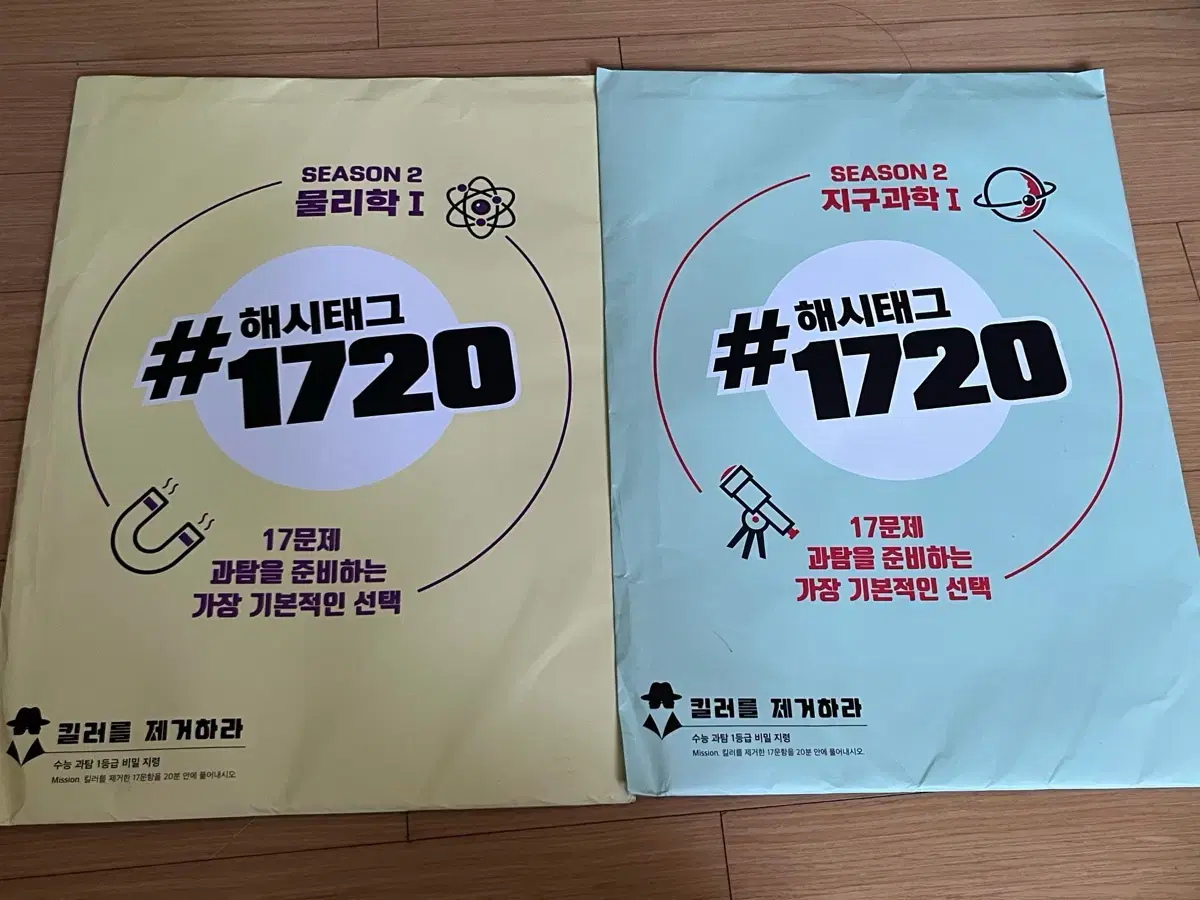 SEASON 2
물리학 I
#해시태그
1720
17문제
과탐을 준비하는
가장 기본적인 선택
킬러를 제거하라
수능 과탐 1등급 비밀 지령
Mission. 킬러를 제거한 17문항을 20분 안에 풀어내시오.
SEASON 2
지구과학 I
#해시태그
1720
17문제
과탐을 준비하는
가장 기본적인 선택
킬러를 제거하라
수능 과탐 1등급 비밀 지령
Mission. 킬러를 제거한 17문항을 20분 안에 풀어내시오.